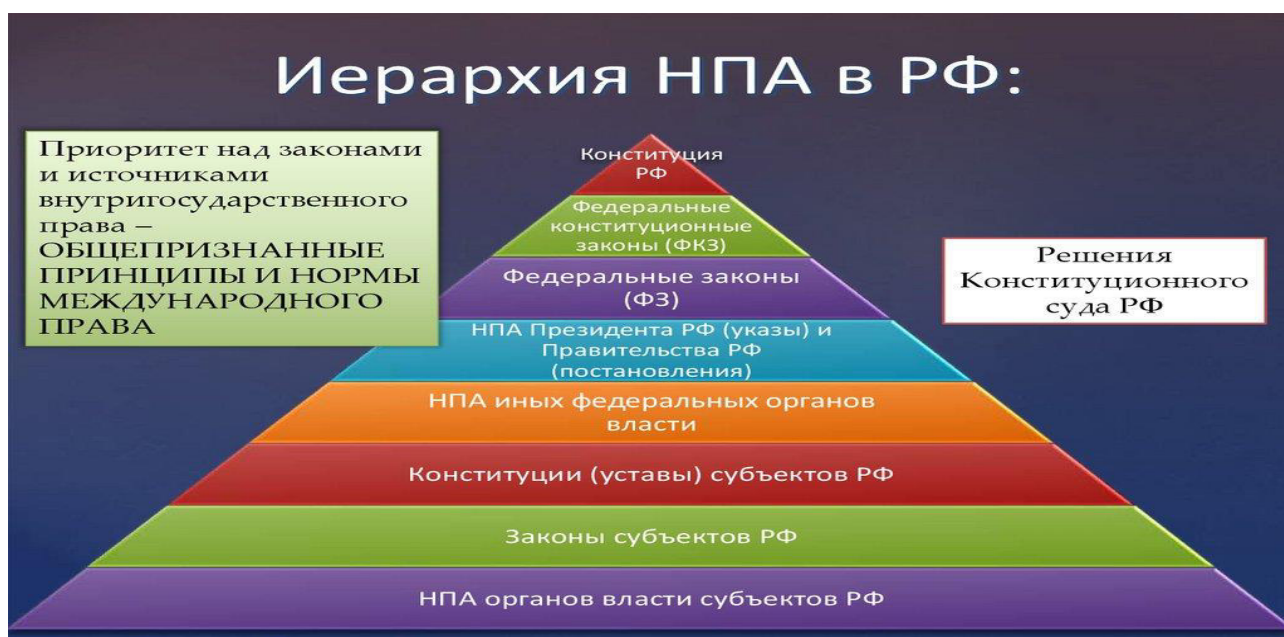 Иерархия НПА в РФ:
Приоритет над законами
и источниками
внутригосударственного
права –
ОБЩЕПРИЗНАННЫЕ
ПРИНЦИПЫ И НОРМЫ
МЕЖДУНАРОДНОГО
ПРАВА
Конституция
РФ
Федеральные
конституционные
законы (ФКЗ)
Федеральные законы
(ФЗ)
НПА Президента РФ (указы) и
Правительства РФ
(постановления)
НПА иных федеральных органов
власти
Конституции (уставы) субъектов РФ
Законы субъектов РФ
НПА органов власти субъектов РФ
Решения
Конституционного
суда РФ